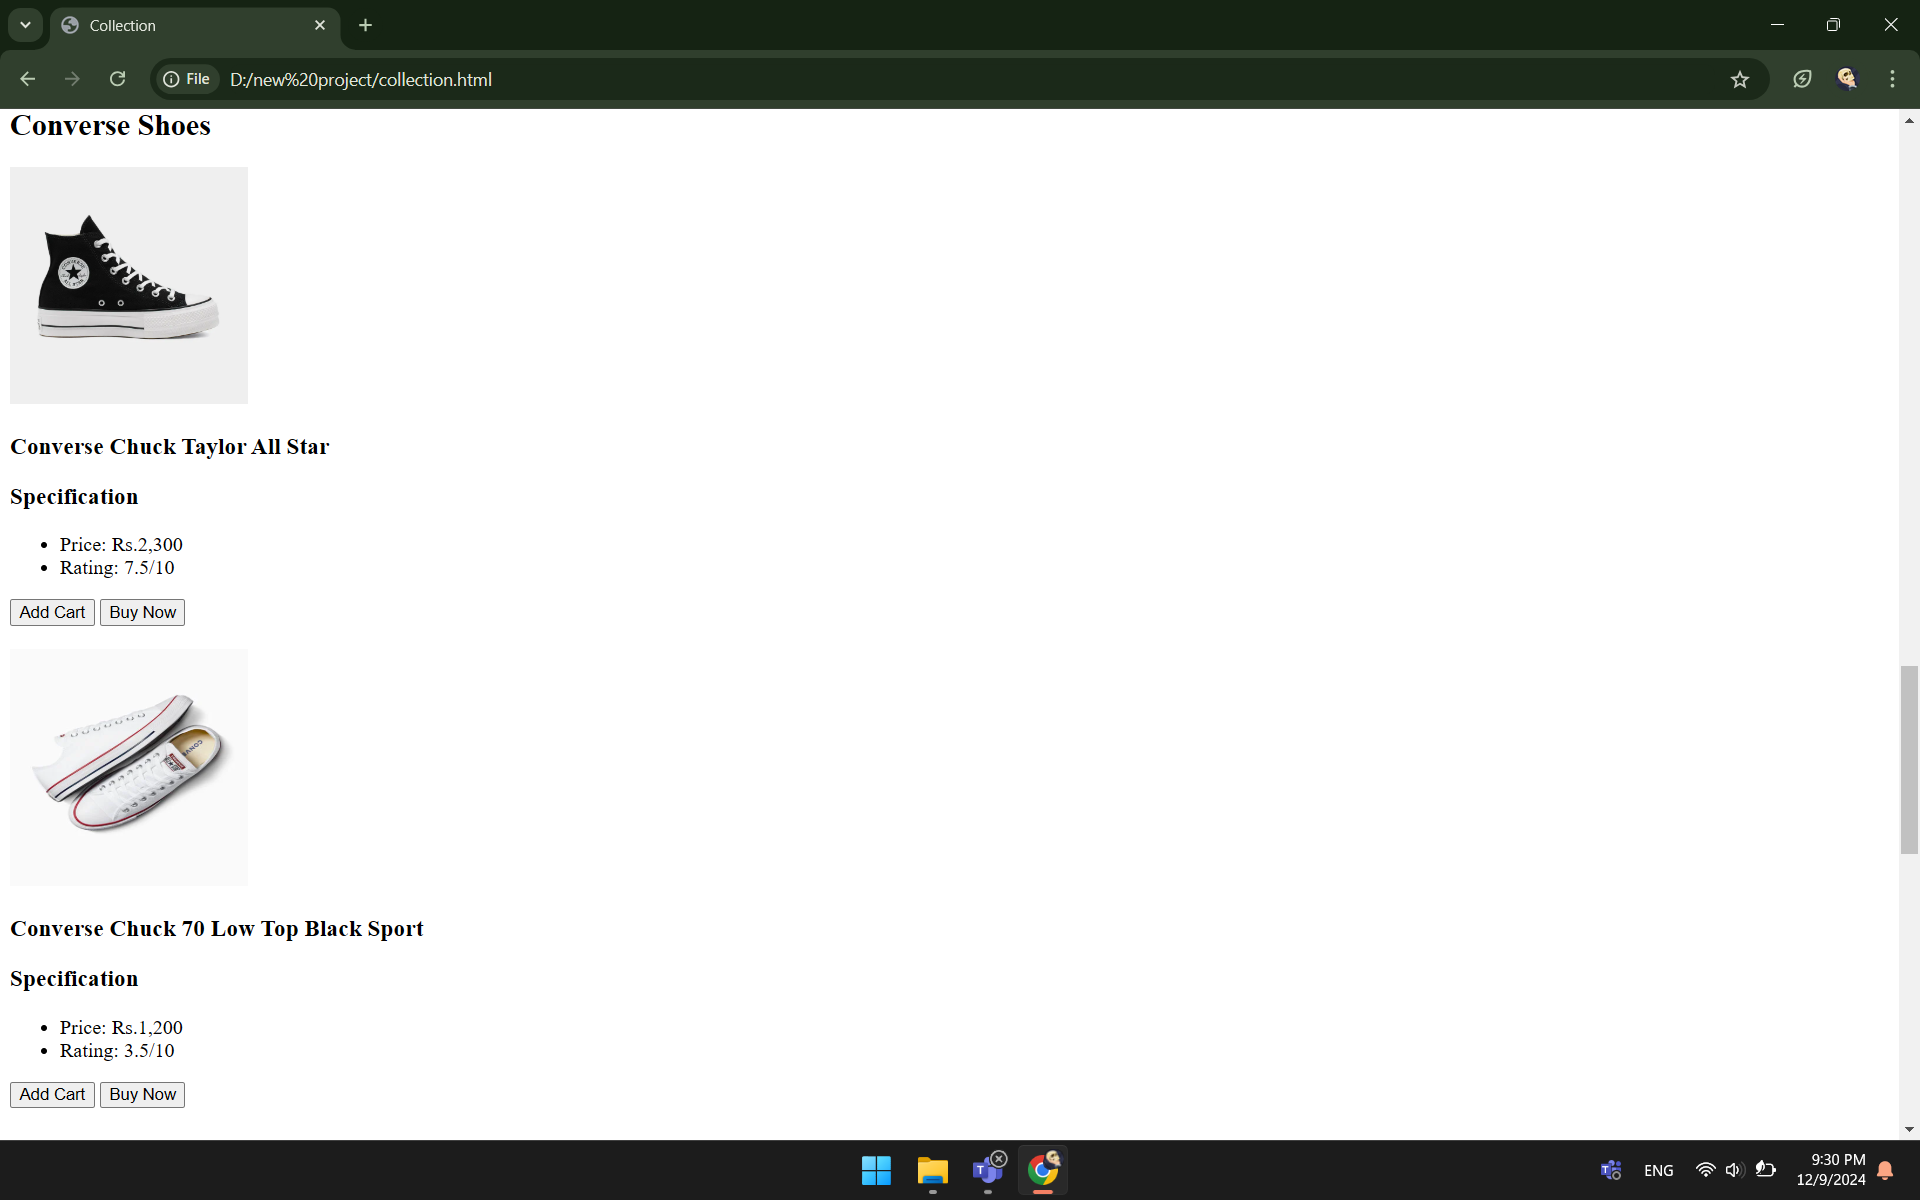 Collection
File
D:/new%20project/collection.html
Converse Shoes
Converse Chuck Taylor All Star
Specification
• Price: Rs.2,300
• Rating: 7.5/10
Add Cart Buy Now
Converse Chuck 70 Low Top Black Sport
Specification
• Price: Rs.1,200
• Rating: 3.5/10
Add Cart Buy Now
ENG
9:30 PM
12/9/2024